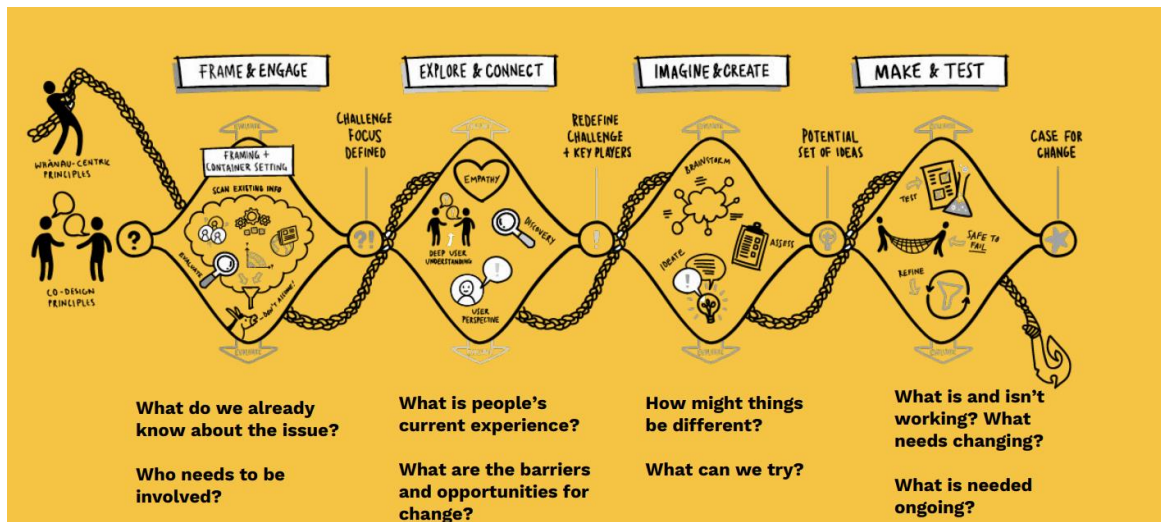 FRAME & ENGAGE
EXPLORE & CONNECT
IMAGINE & CREATE
MAKE & TEST
WHĀNAU-CENTRIC
PRINCIPLES
CO-DESIGN
PRINCIPLES
?
FRAMING +
CONTAINER SETTING
SCAN EXISTING INFO
EVALUATE
DON'T ASSUME!
CHALLENGE
FOCUS
DEFINED
?!
EMPATHY
DISCOVERY
DEEP USER
UNDERSTANDING
!
USER
PERSPECTIVE
REDEFINE
CHALLENGE
+ KEY PLAYERS
!
BRAINSTORM
ASSESS
IDEATE
!
POTENTIAL
SET OF IDEAS
TEST
SAFE TO
FAIL
REFINE
CASE FOR
CHANGE
What do we already
know about the issue?
Who needs to be
involved?
What is people's
current experience?
What are the barriers
and opportunities for
change?
How might things
be different?
What can we try?
What is and isn't
working? What
needs changing?
What is needed
ongoing?